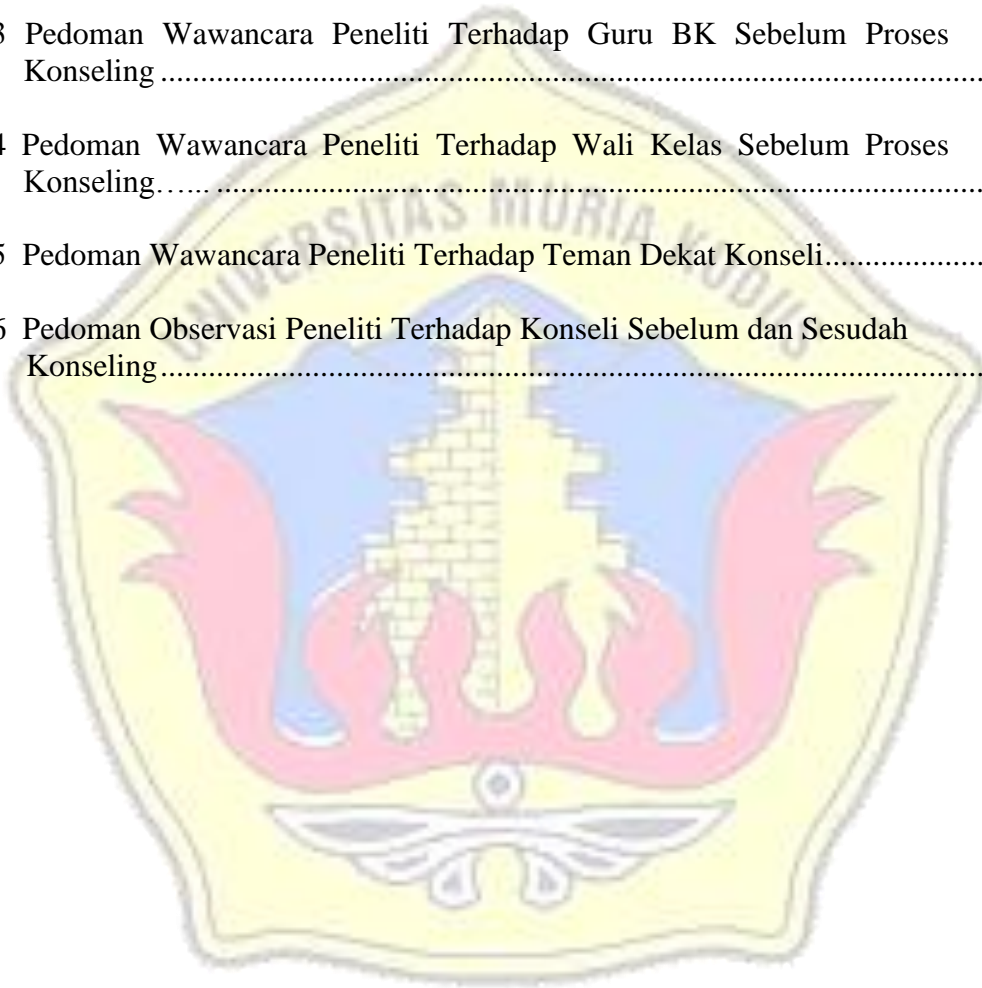 3 Pedoman Wawancara Peneliti Terhadap Guru BK Sebelum Proses
Konseling ........................................................................................................
4 Pedoman Wawancara Peneliti Terhadap Wali Kelas Sebelum Proses
Konseling…... .................................................................................................
5 Pedoman Wawancara Peneliti Terhadap Teman Dekat Konseli....................
UNIVERSITAS MURIA KUDUS
6 Pedoman Observasi Peneliti Terhadap Konseli Sebelum dan Sesudah
Konseling ........................................................................................................